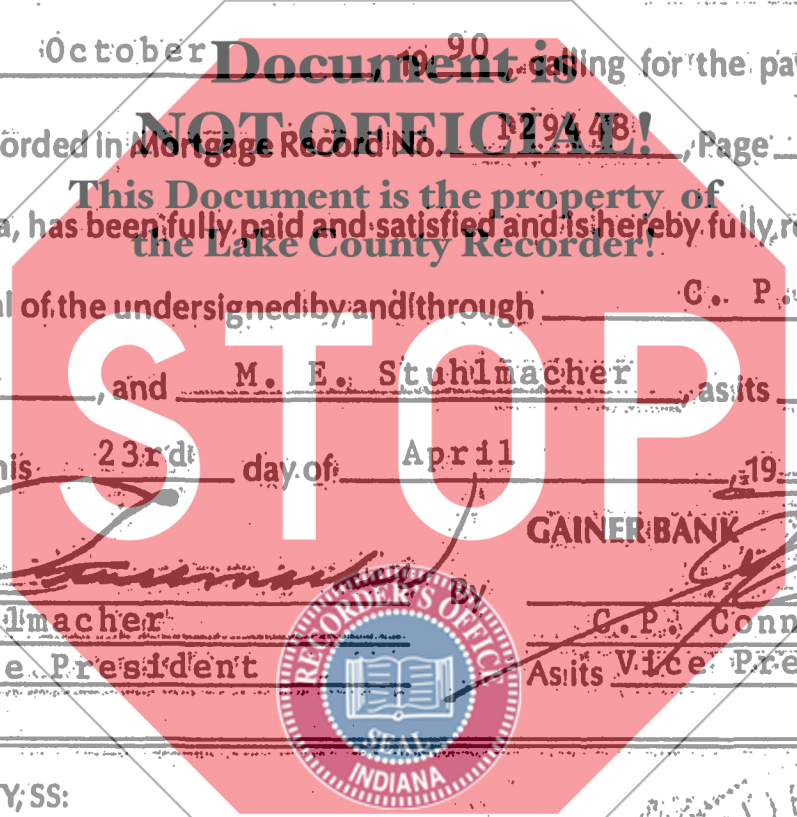 October, 19 90, calling for the pa
Document is
orded in Mortgage Record No. 129448, Page
NOT OFFICIAL!
This Document is the property of
a, has been fully paid and satisfied and is hereby fully r
the Lake County Recorder!
l of the undersigned by and through C. P.
STOP
, and M. E. Stuhlmacher, as its
his 23rd day of April, 19
GAINER BANK
By
lmacher C.P. Conn
e President As its Vice Pre
RECORDER'S OFFICE
SEAL
INDIANA
Y, SS: